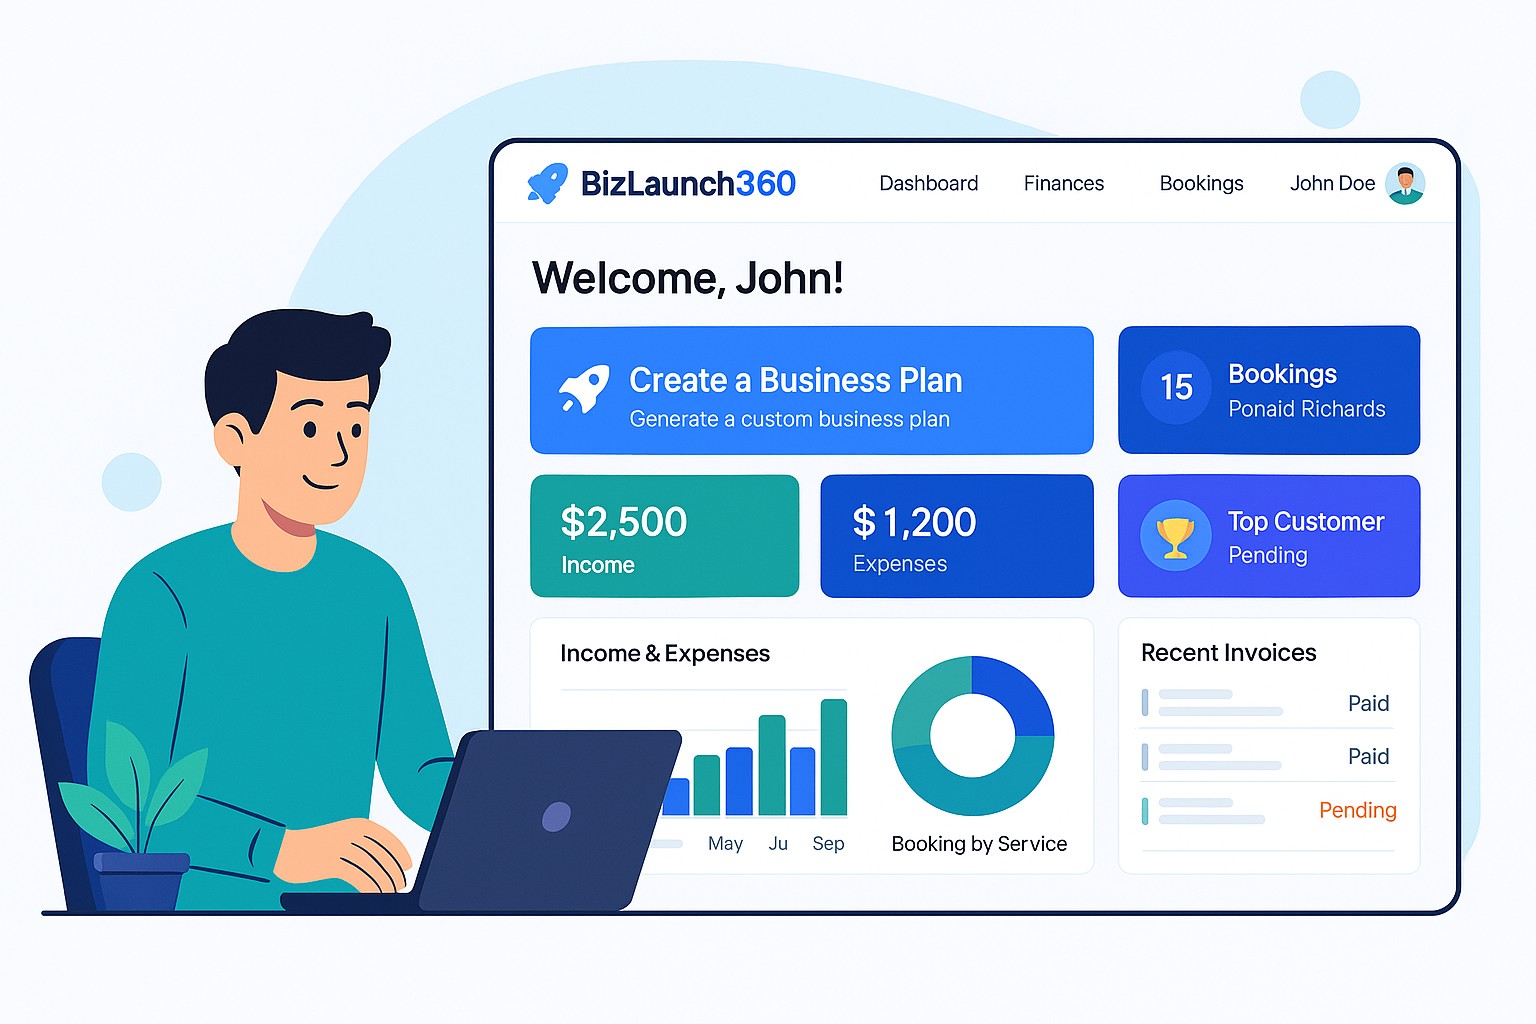 BizLaunch360
Dashboard
Finances
Bookings
John Doe
Welcome, John!
Create a Business Plan
Generate a custom business plan
15
Bookings
Ponaid Richards
$2,500
Income
$1,200
Expenses
Top Customer
Pending
Income & Expenses
May
Ju
Sep
Booking by Service
Recent Invoices
Paid
Paid
Pending